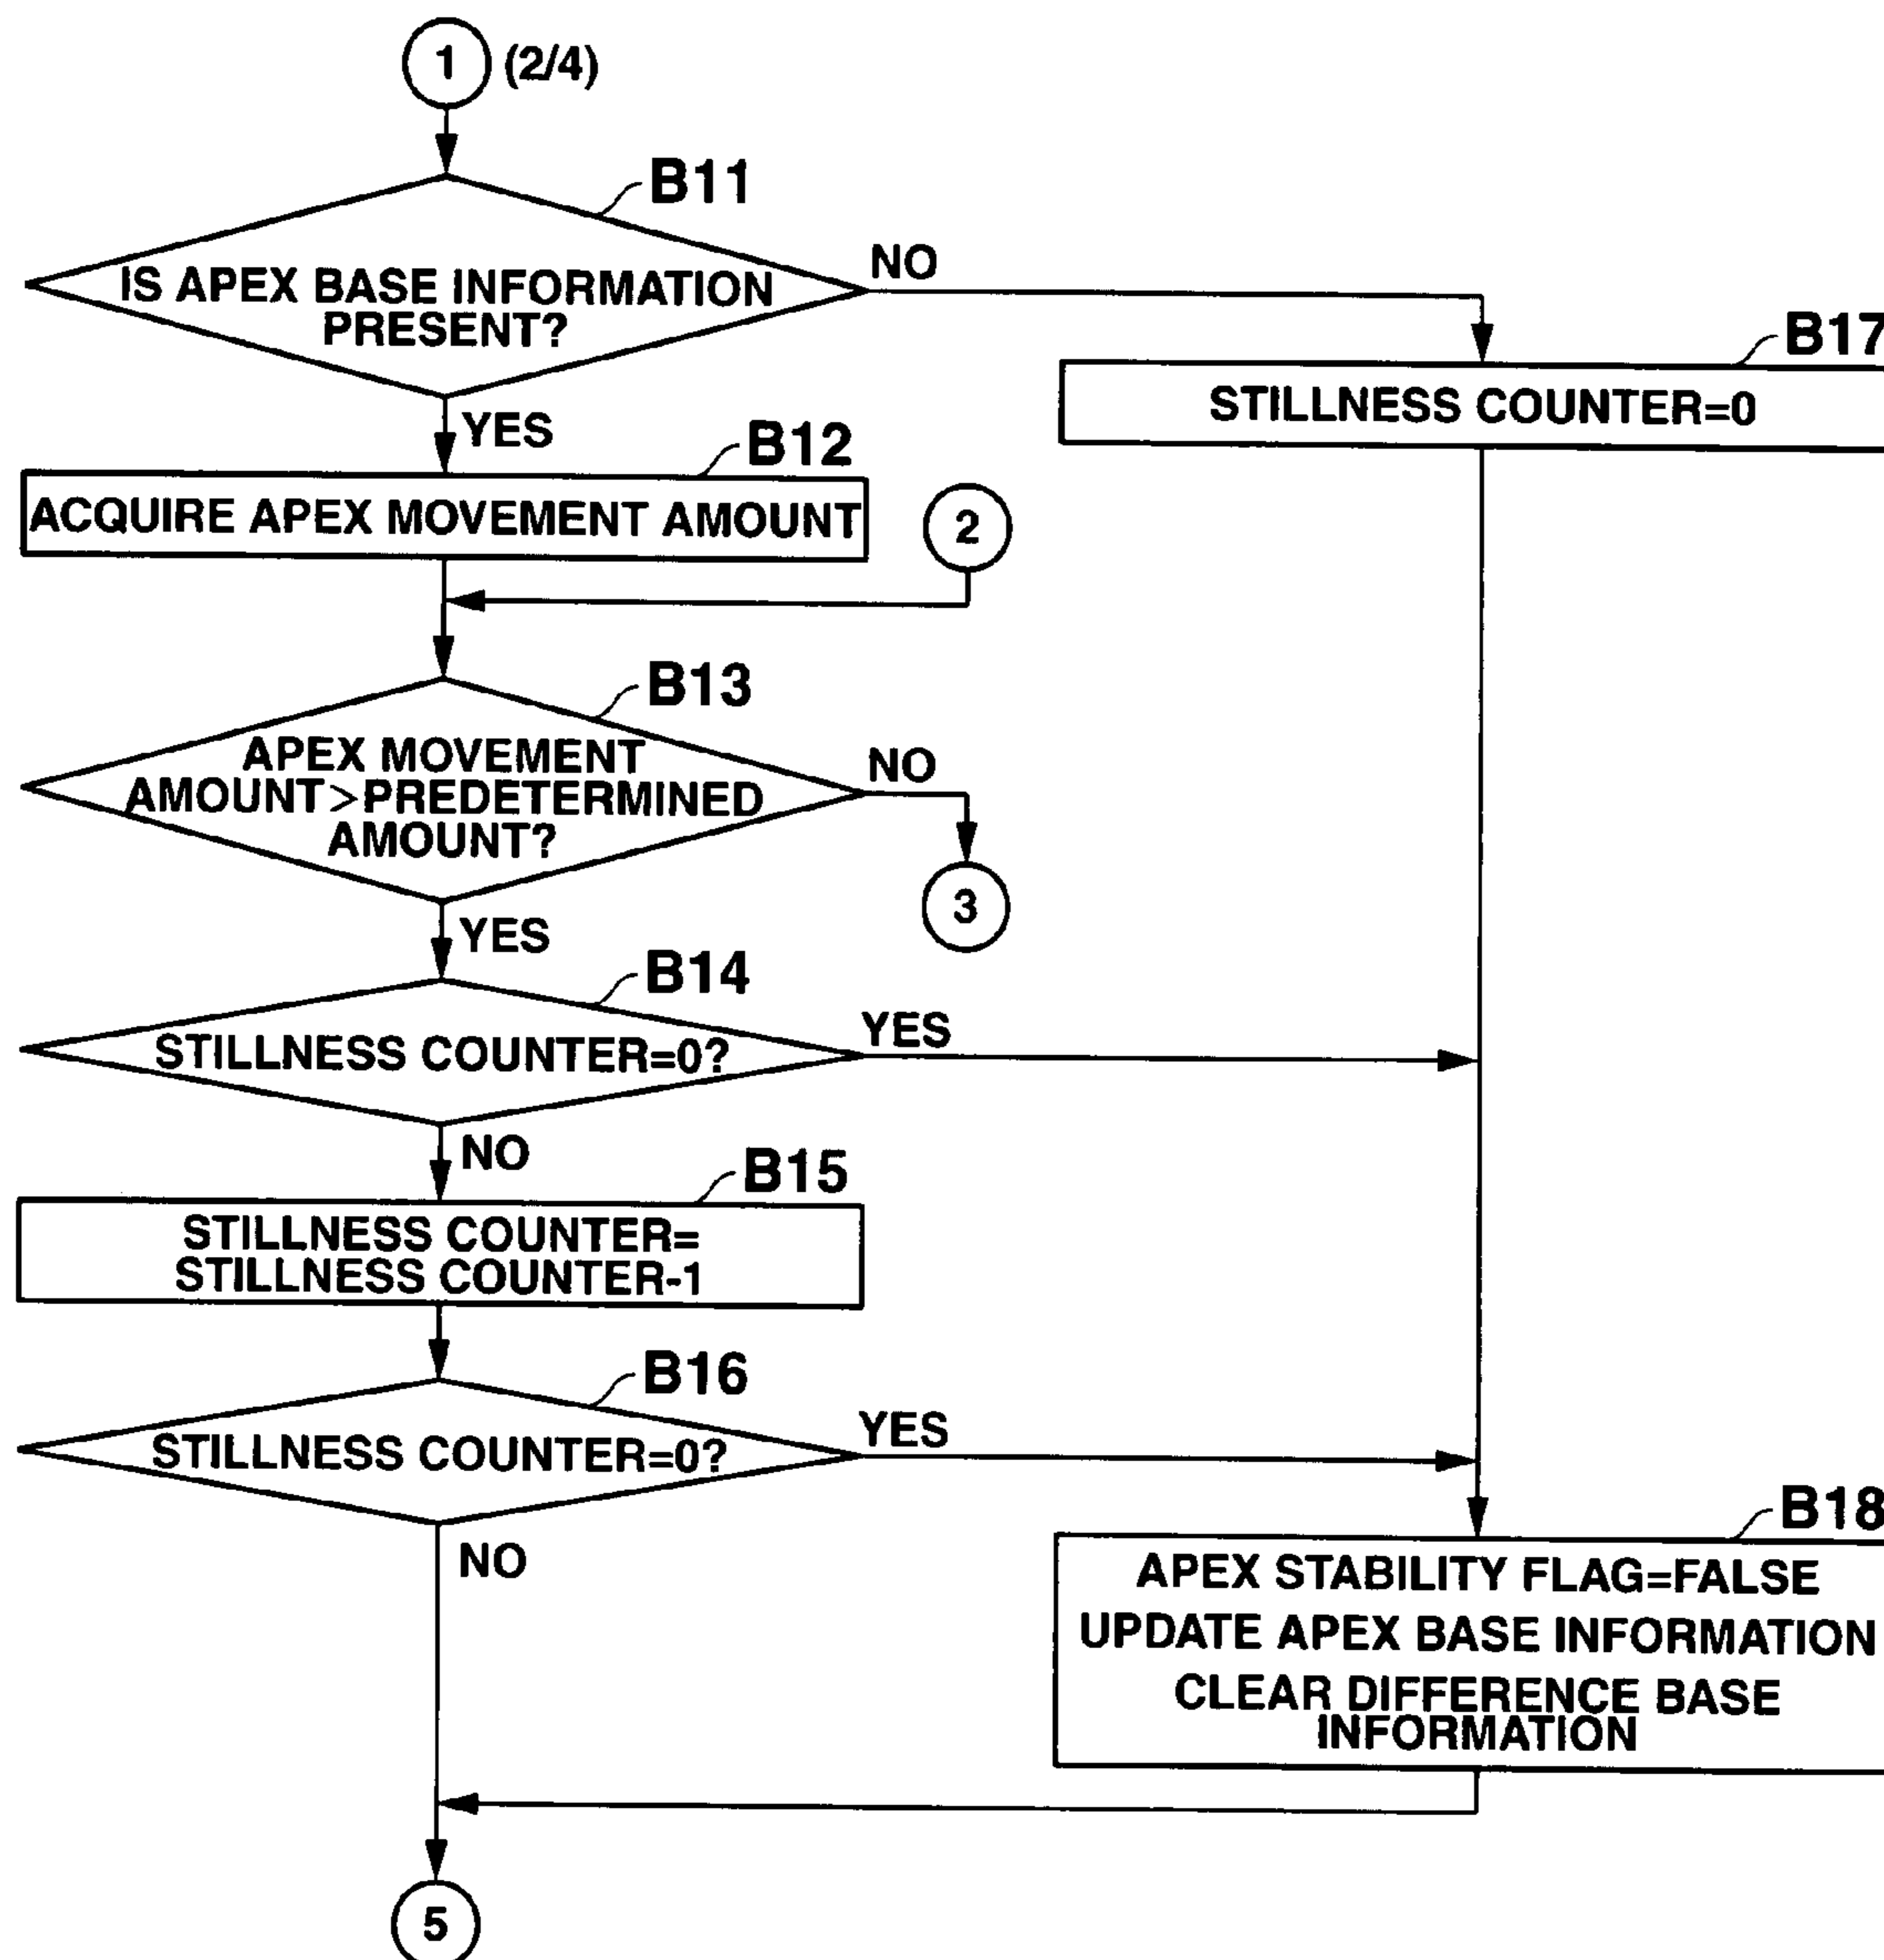 1 (2/4)
B11
IS APEX BASE INFORMATION
PRESENT?
NO
YES
B17
STILLNESS COUNTER=0
B12
ACQUIRE APEX MOVEMENT AMOUNT
2
B13
APEX MOVEMENT
AMOUNT>PREDETERMINED
AMOUNT?
NO
3
YES
B14
STILLNESS COUNTER=0?
YES
NO
B15
STILLNESS COUNTER=
STILLNESS COUNTER-1
B16
STILLNESS COUNTER=0?
YES
NO
B18
APEX STABILITY FLAG=FALSE
UPDATE APEX BASE INFORMATION
CLEAR DIFFERENCE BASE
INFORMATION
5